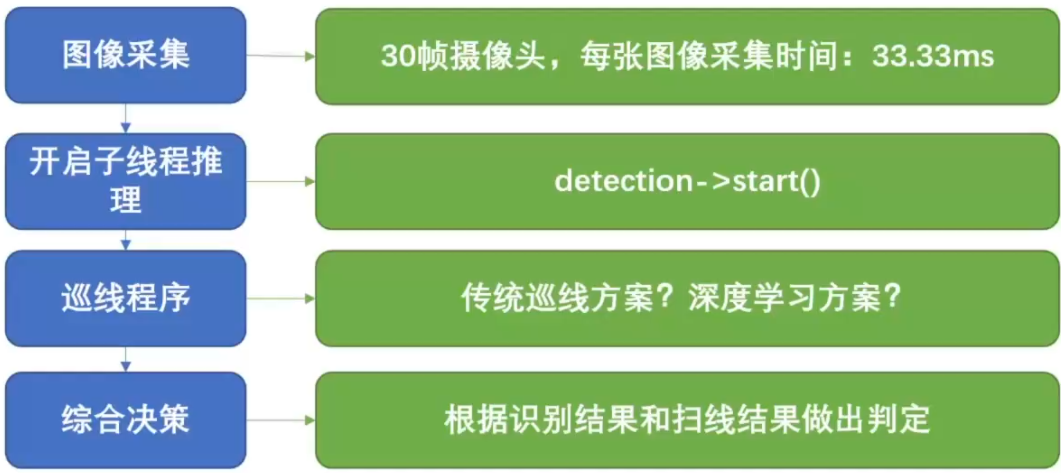 图像采集
30帧摄像头，每张图像采集时间：33.33ms
开启子线程推
理
detection->start()
巡线程序
传统巡线方案？深度学习方案？
综合决策
根据识别结果和扫线结果做出判定